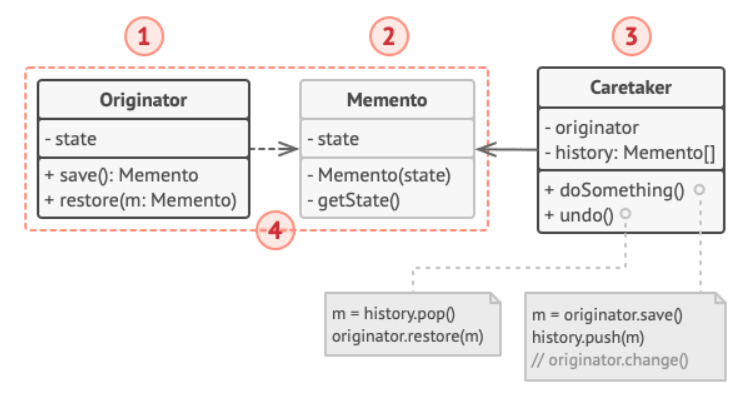 1
2
3
Originator
- state
+ save(): Memento
+ restore(m: Memento)
Memento
- state
- Memento(state)
- getState()
Caretaker
- originator
- history: Memento[]
+ doSomething()
+ undo()
4
m = history.pop()
originator.restore(m)
m = originator.save()
history.push(m)
// originator.change()